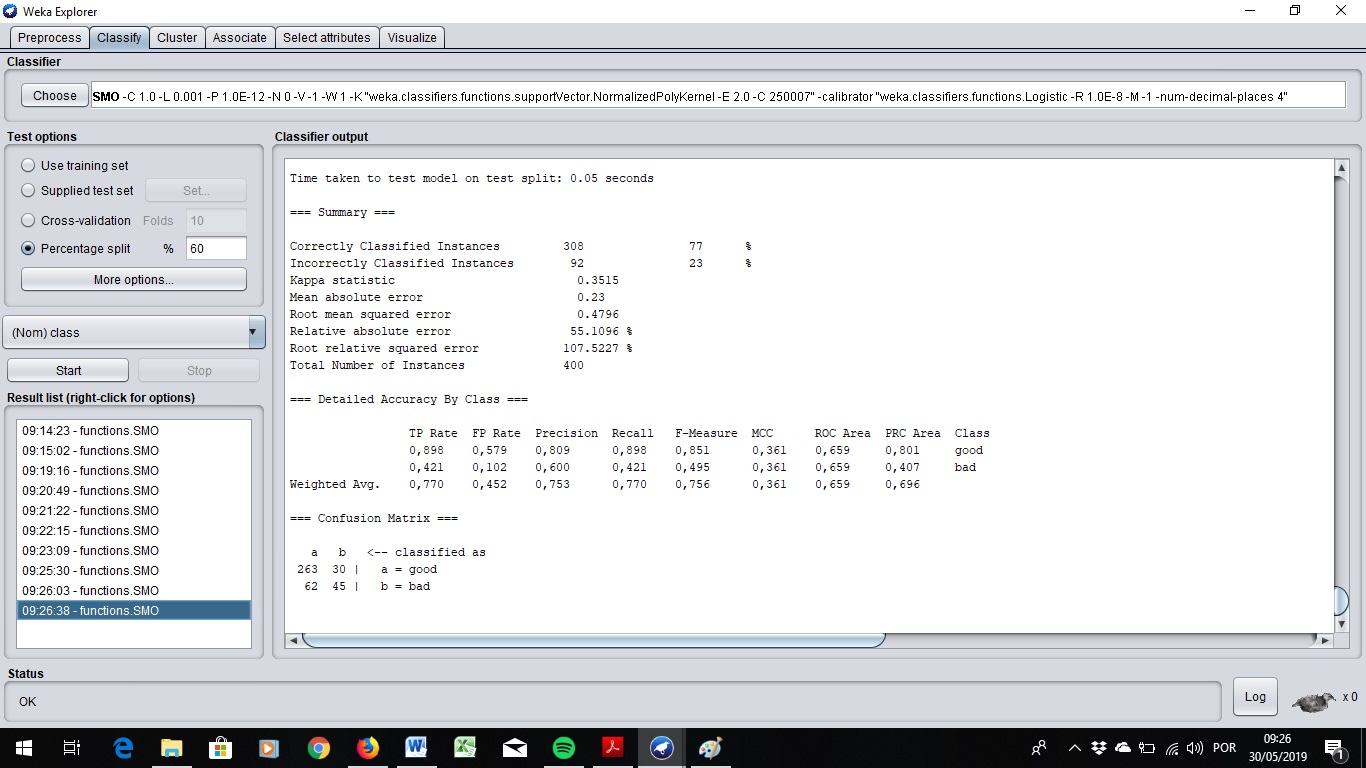 Weka Explorer
Preprocess Classify Cluster Associate Select attributes Visualize
Classifier
Choose SMO -C 1.0 -L 0.001 -P 1.0E-12 -N 0 -V -1 -W 1 -K "weka.classifiers.functions.supportVector.NormalizedPolyKernel -E 2.0 -C 250007" -calibrator "weka.classifiers.functions.Logistic -R 1.0E-8 -M -1 -num-decimal-places 4"
Test options
Use training set
Supplied test set Set...
Cross-validation Folds 10
Percentage split % 60
More options...
(Nom) class
Start Stop
Result list (right-click for options)
09:14:23 - functions.SMO
09:15:02 - functions.SMO
09:19:16 - functions.SMO
09:20:49 - functions.SMO
09:21:22 - functions.SMO
09:22:15 - functions.SMO
09:23:09 - functions.SMO
09:25:30 - functions.SMO
09:26:03 - functions.SMO
09:26:38 - functions.SMO
Classifier output
Time taken to test model on test split: 0.05 seconds
=== Summary ===
Correctly Classified Instances 308 77 %
Incorrectly Classified Instances 92 23 %
Kappa statistic 0.3515
Mean absolute error 0.23
Root mean squared error 0.4796
Relative absolute error 55.1096 %
Root relative squared error 107.5227 %
Total Number of Instances 400
=== Detailed Accuracy By Class ===
TP Rate FP Rate Precision Recall F-Measure MCC ROC Area PRC Area Class
0,898 0,579 0,809 0,898 0,851 0,361 0,659 0,801 good
0,421 0,102 0,600 0,421 0,495 0,361 0,659 0,407 bad
Weighted Avg. 0,770 0,452 0,753 0,770 0,756 0,361 0,659 0,696
=== Confusion Matrix ===
a b <-- classified as
263 30 | a = good
62 45 | b = bad
Status
OK
Log x 0
POR
09:26
30/05/2019
1